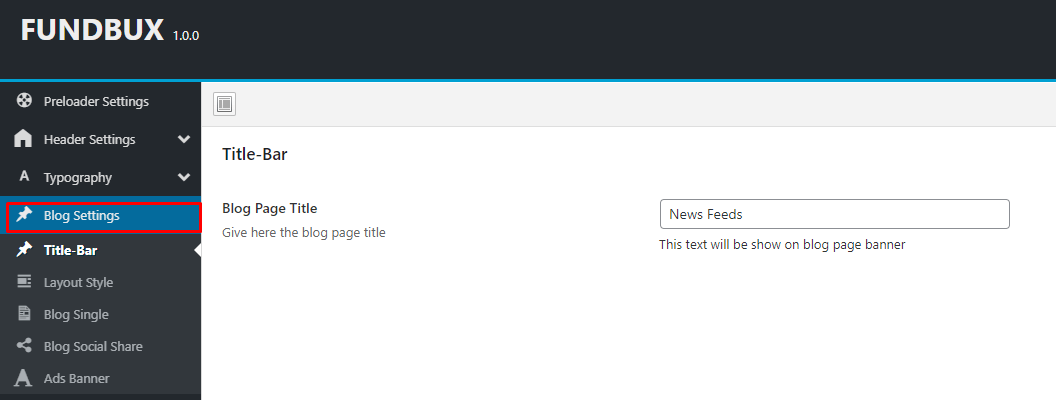 FUNDBUX 1.0.0
Preloader Settings
Header Settings
Typography
Blog Settings
Title-Bar
Layout Style
Blog Single
Blog Social Share
Ads Banner
Title-Bar
Blog Page Title
Give here the blog page title
News Feeds
This text will be show on blog page banner